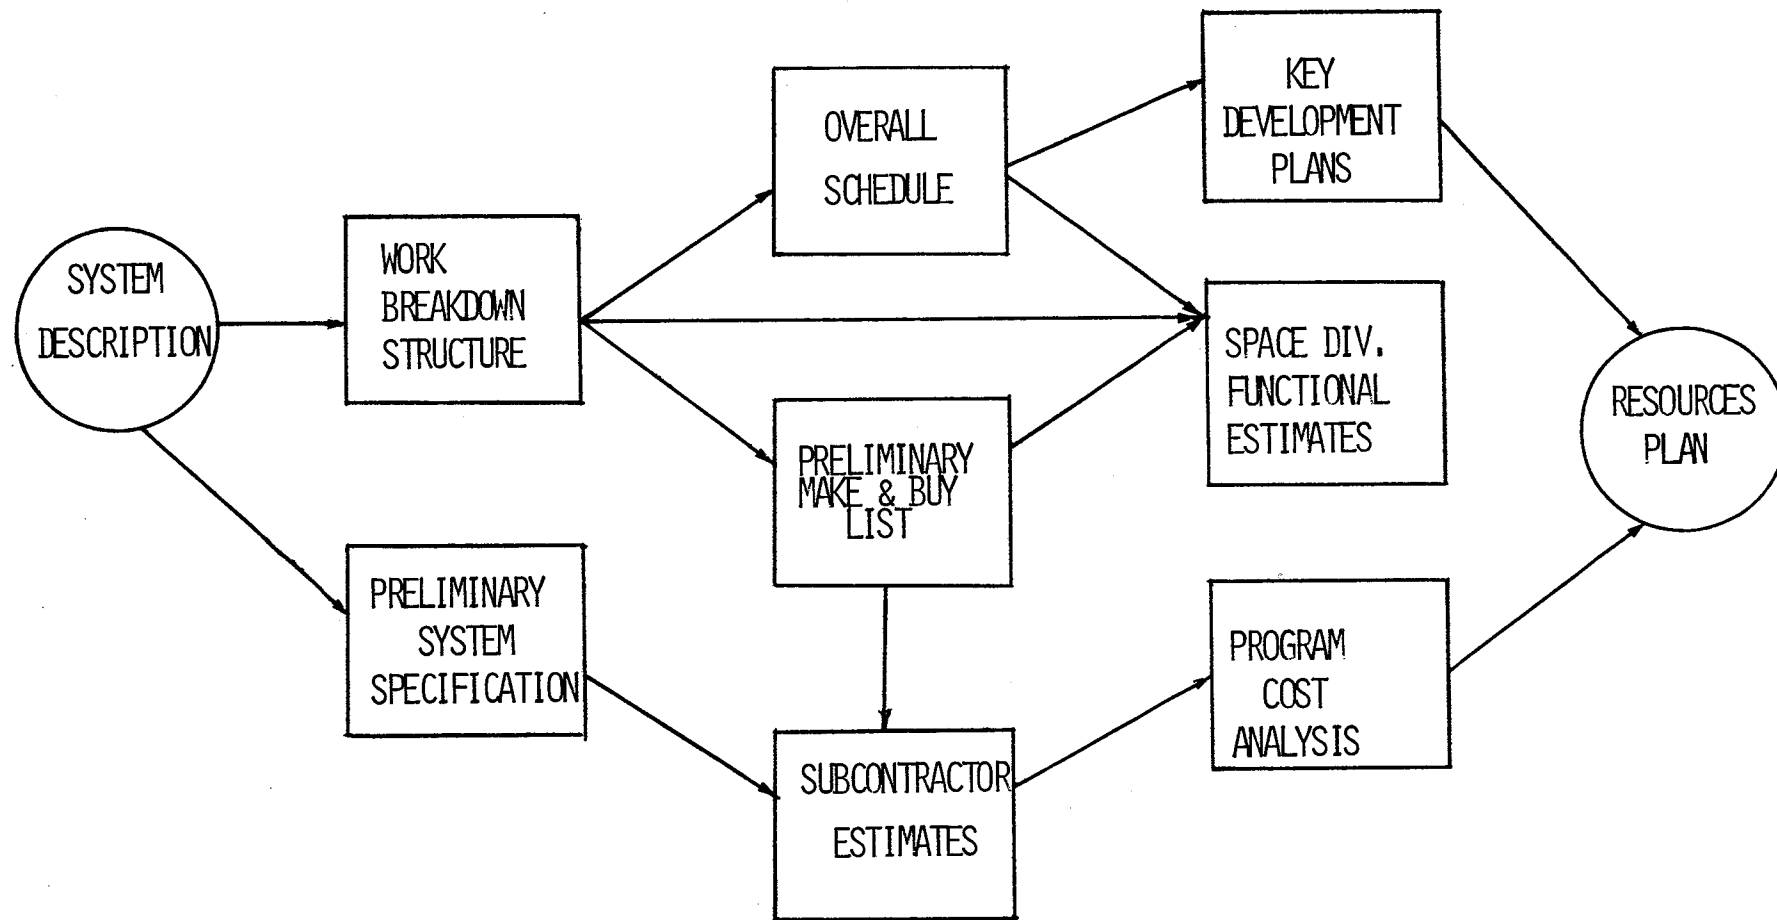 SYSTEM
DESCRIPTION
WORK
BREAKDOWN
STRUCTURE
PRELIMINARY
SYSTEM
SPECIFICATION
OVERALL
SCHEDULE
PRELIMINARY
MAKE & BUY
LIST
SUBCONTRACTOR
ESTIMATES
KEY
DEVELOPMENT
PLANS
SPACE DIV.
FUNCTIONAL
ESTIMATES
PROGRAM
COST
ANALYSIS
RESOURCES
PLAN